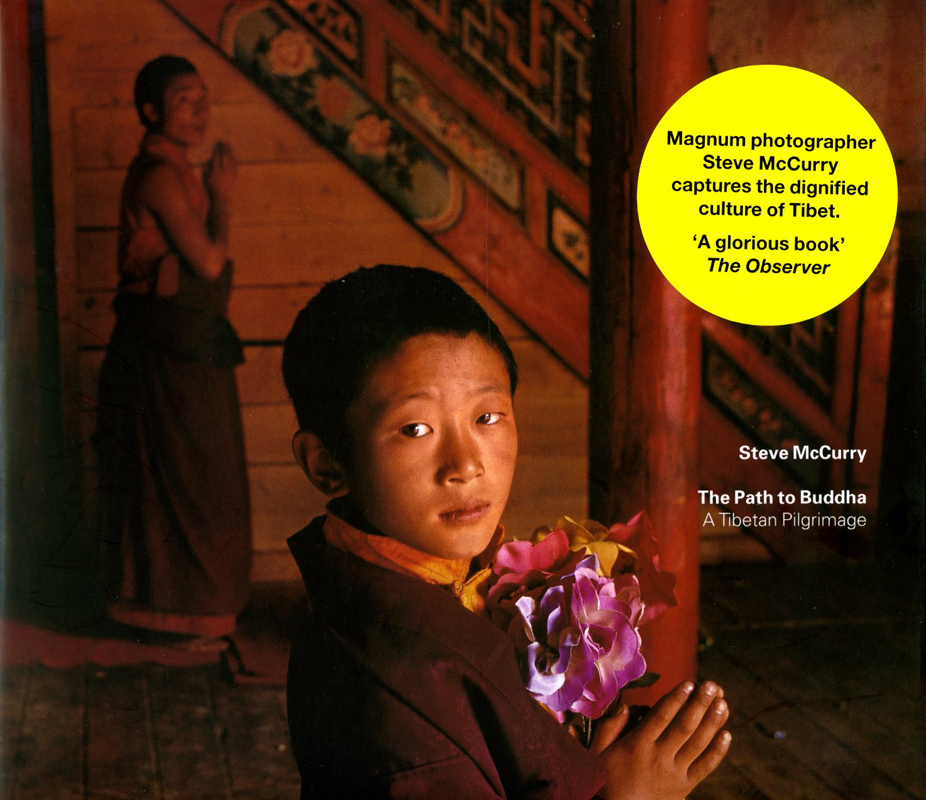 Magnum photographer
Steve McCurry
captures the dignified
culture of Tibet.
‘A glorious book’
The Observer
Steve McCurry
The Path to Buddha
A Tibetan Pilgrimage